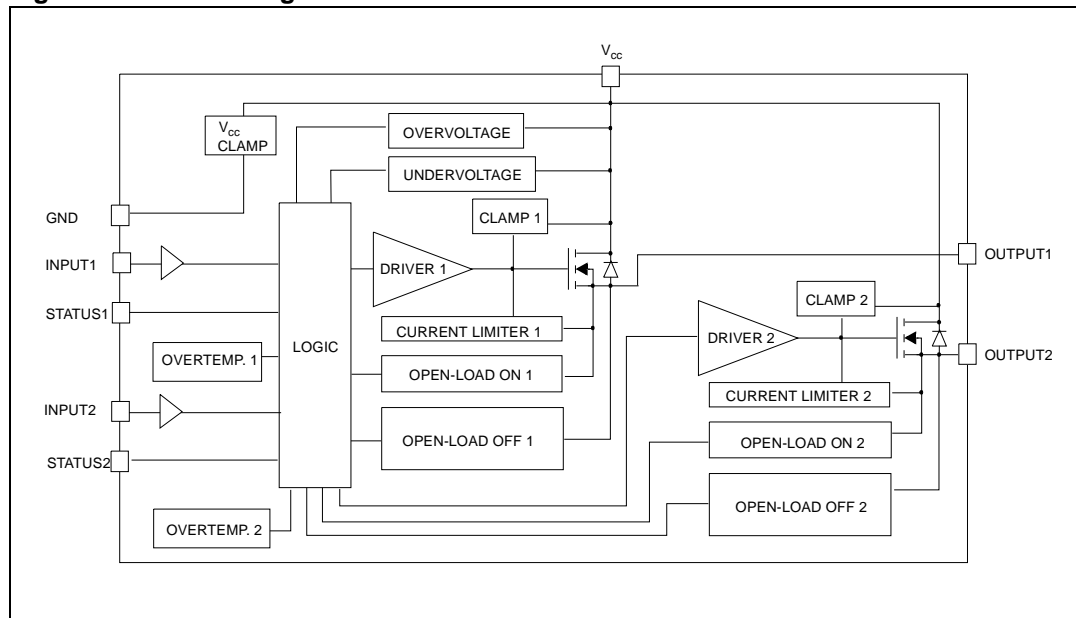 Vcc
Vcc
CLAMP
OVERVOLTAGE
UNDERVOLTAGE
GND
CLAMP 1
INPUT1
DRIVER 1
OUTPUT1
STATUS1
CLAMP 2
CURRENT LIMITER 1
LOGIC
DRIVER 2
OVERTEMP. 1
OUTPUT2
OPEN-LOAD ON 1
CURRENT LIMITER 2
INPUT2
OPEN-LOAD OFF 1
OPEN-LOAD ON 2
STATUS2
OPEN-LOAD OFF 2
OVERTEMP. 2